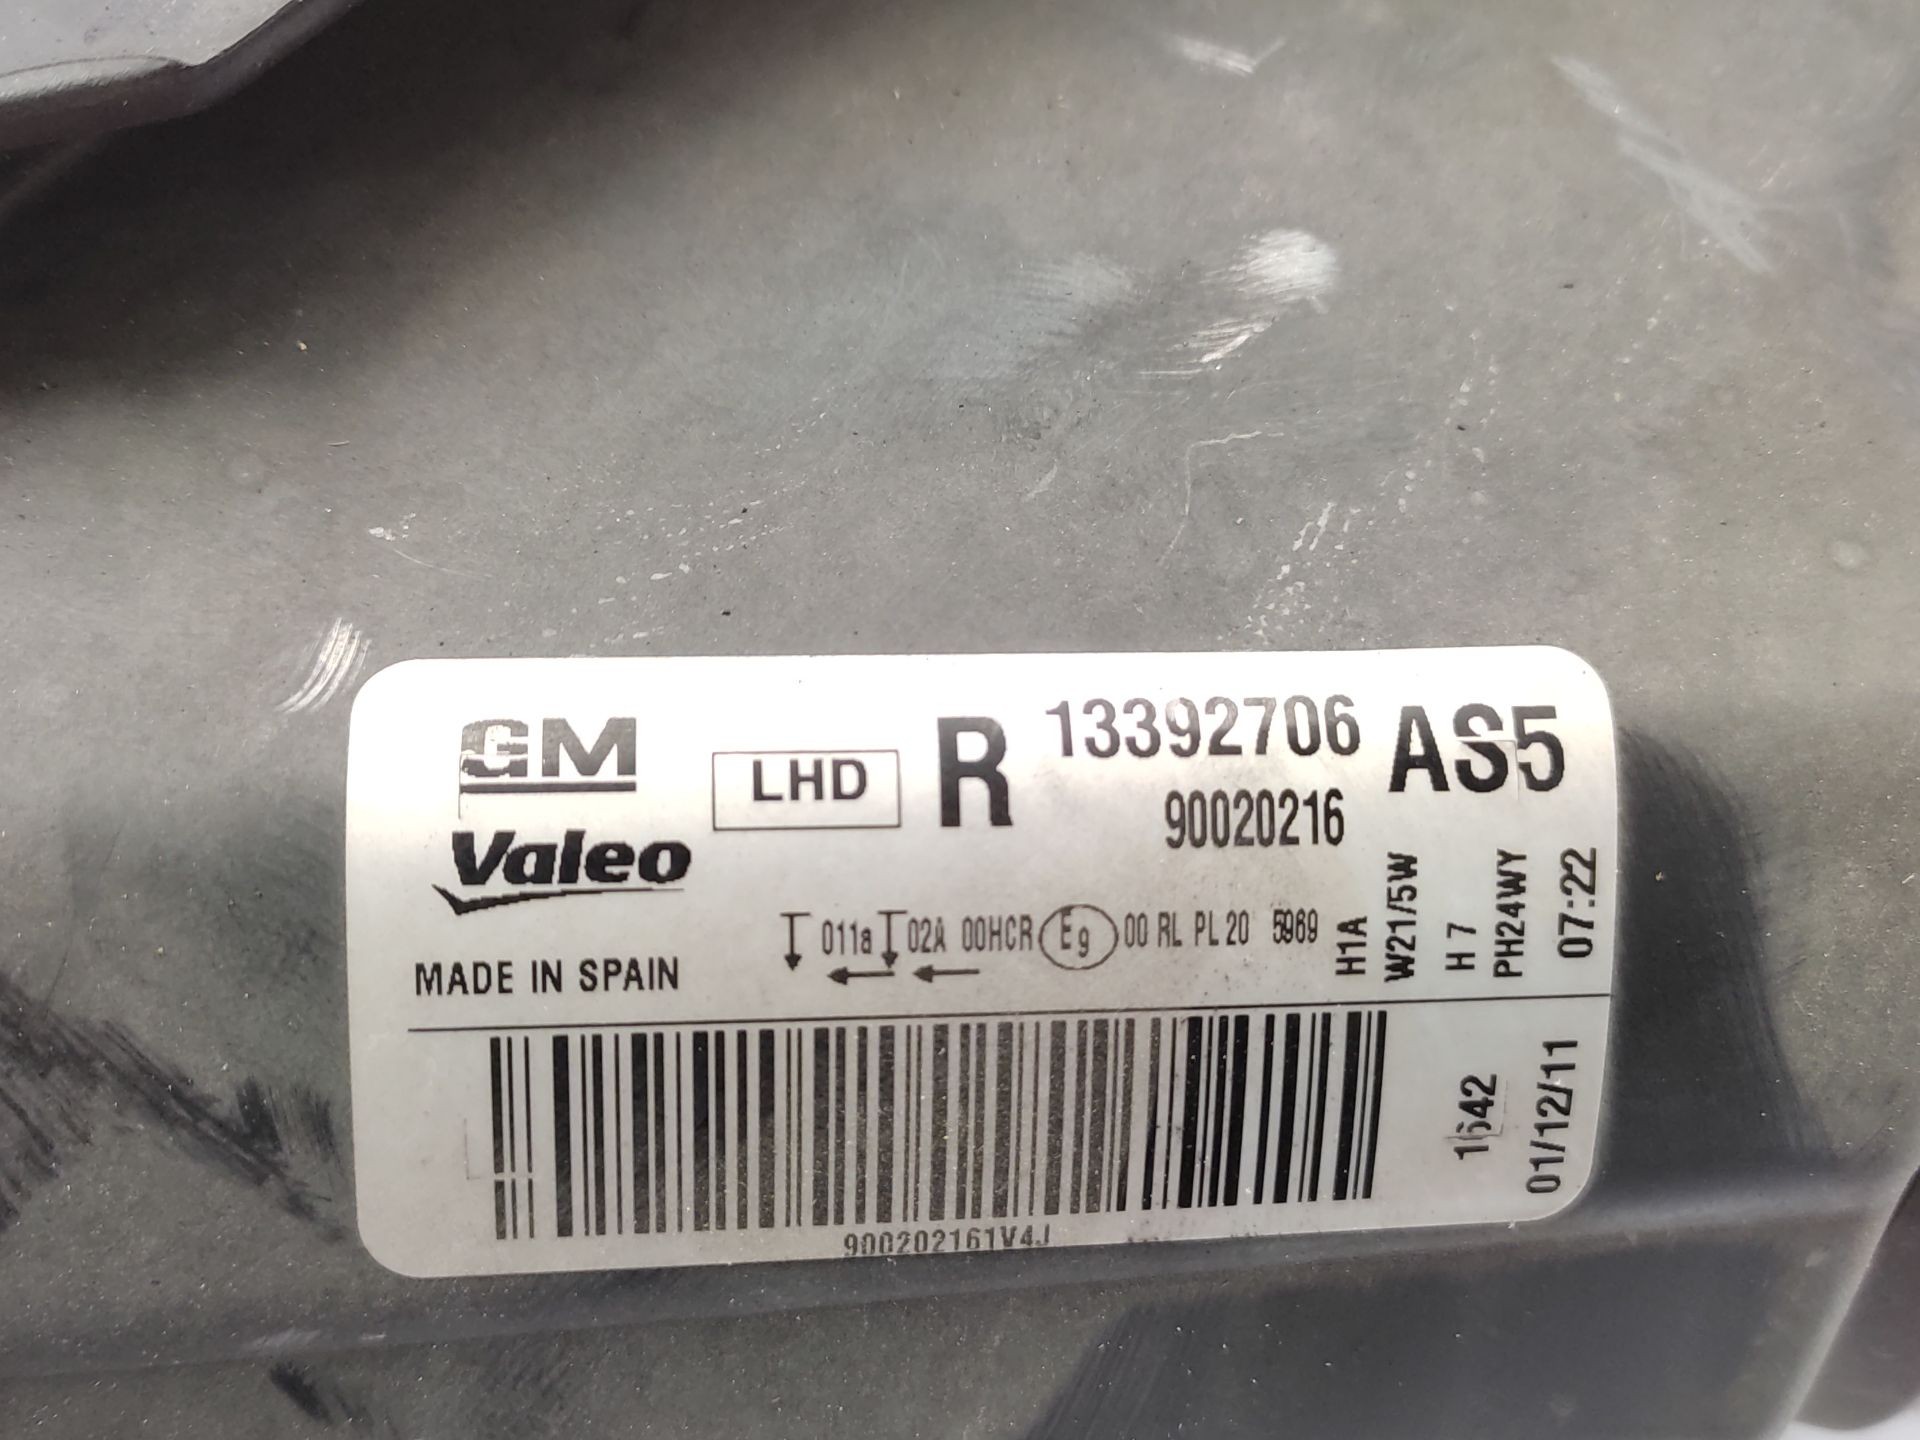 GM
Valeo
MADE IN SPAIN
LHD
R
13392706
90020216
AS5
011a 02A 00HCR E9 00 RL PL 20 5969
H1A
W21/5W
H7
PH24WY
07:22
1642
01/12/11
900202161V4J